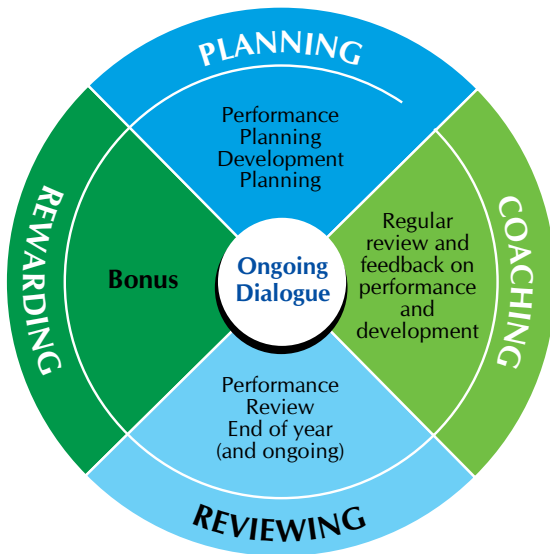 PLANNING
Performance
Planning
Development
Planning
COACHING
Regular
review and
feedback on
performance
and
development
REVIEWING
Performance
Review
End of year
(and ongoing)
REWARDING
Bonus
Ongoing
Dialogue